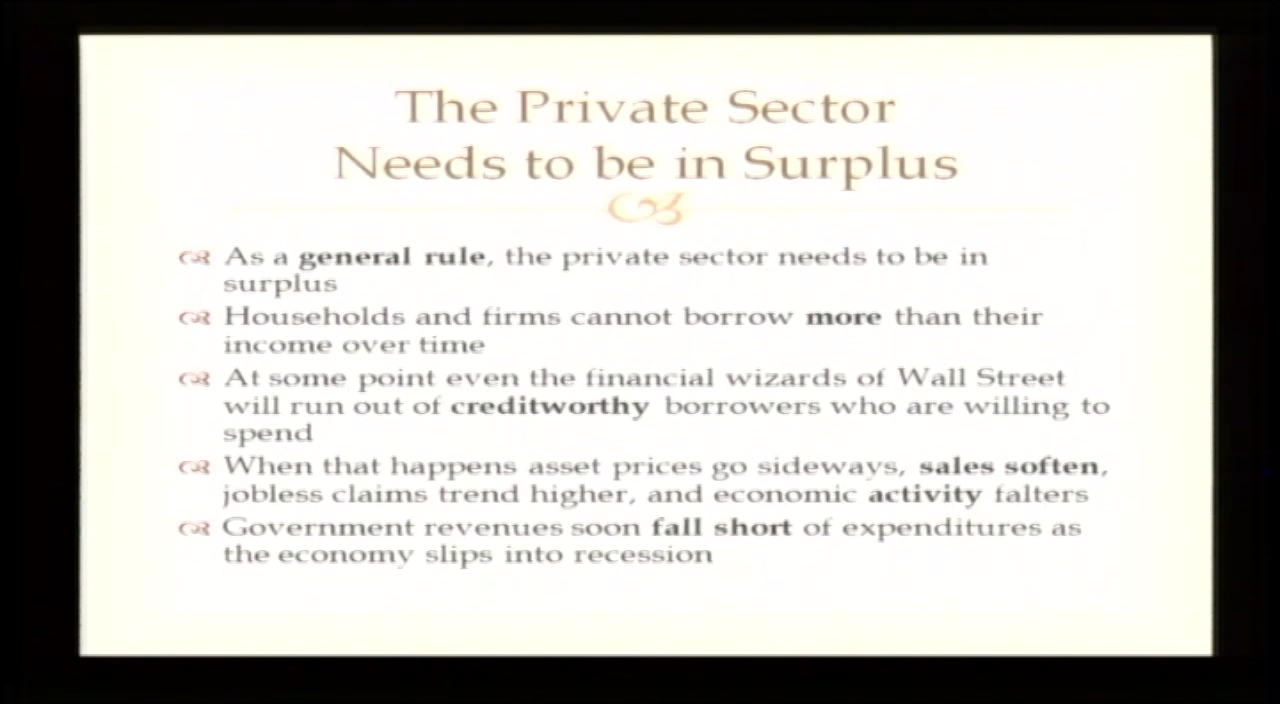 The Private Sector
Needs to be in Surplus
As a general rule, the private sector needs to be in
surplus
Households and firms cannot borrow more than their
income over time
At some point even the financial wizards of Wall Street
will run out of creditworthy borrowers who are willing to
spend
When that happens asset prices go sideways, sales soften,
jobless claims trend higher, and economic activity falters
Government revenues soon fall short of expenditures as
the economy slips into recession